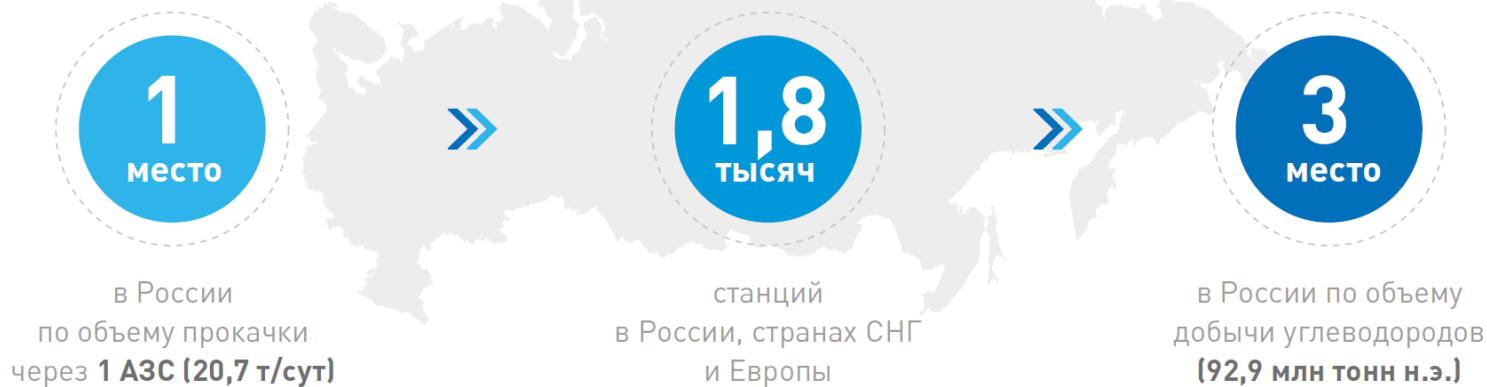 1
место
в России
по объему прокачки
через 1 АЗС (20,7 т/сут)
1,8
тысяч
станций
в России, странах СНГ
и Европы
3
место
в России по объему
добычи углеводородов
(92,9 млн тонн н.э.)